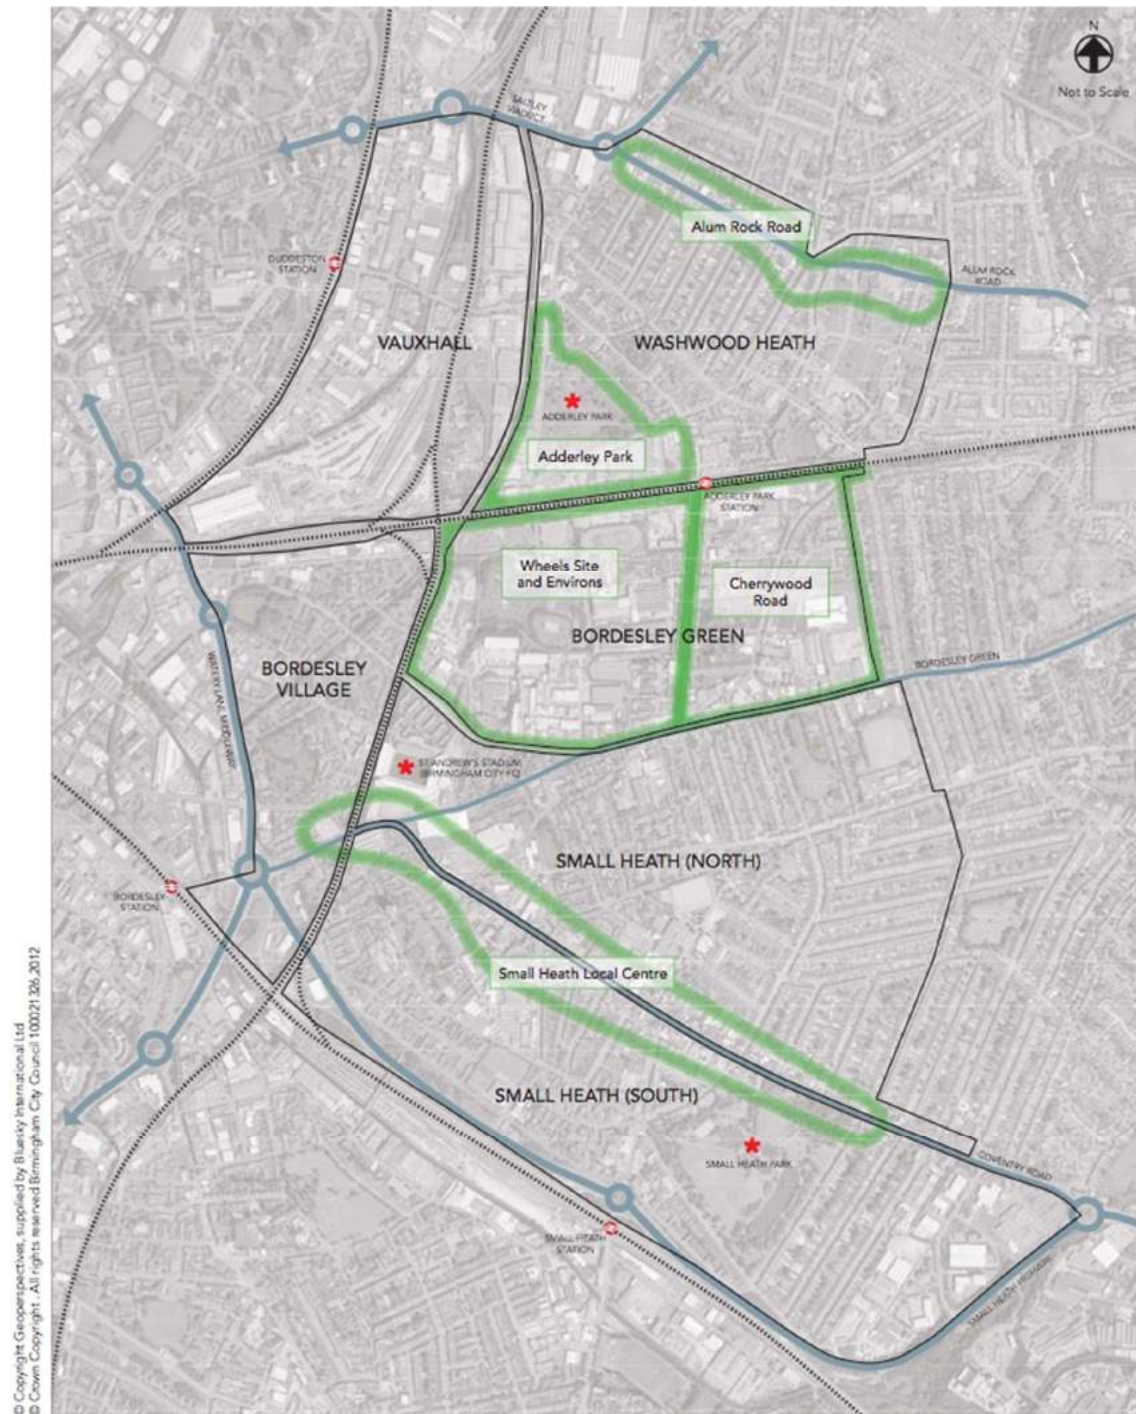 N
Not to Scale
SALTLEY
VIADUCT
Alum Rock Road
DUDDESTON
STATION
ALUM ROCK
ROAD
VAUXHALL
WASHWOOD HEATH
ADDERLEY PARK
Adderley Park
ADDERLEY PARK
STATION
Wheels Site
and Environs
Cherrywood
Road
BORDESLEY GREEN
BORDESLEY GREEN
BORDESLEY
VILLAGE
WATERY LANE MIDDLEWAY
ST ANDREW'S STADIUM
(BIRMINGHAM CITY FC)
SMALL HEATH (NORTH)
BORDESLEY
STATION
Small Heath Local Centre
SMALL HEATH (SOUTH)
SMALL HEATH PARK
COVENTRY ROAD
SMALL HEATH
STATION
SMALL HEATH HIGHWAY
© Copyright Geoperspectives, supplied by Bluesky International Ltd
© Crown Copyright . All rights reserved Birmingham City Council 100021326,2012